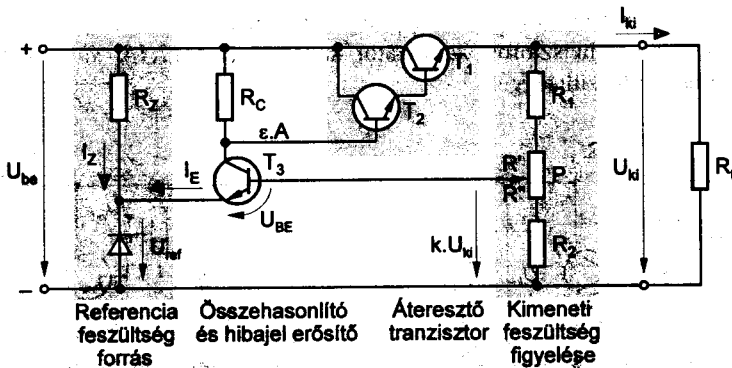 I_ki
+
R_Z
R_C
T_1
T_2
R_1
ε.A
U_be
I_Z
I_E
T_3
R'
R"
P
U_ki
U_BE
U_ref
k.U_ki
R_2
−
Referencia
feszültség
forrás
Összehasonlító
és hibajel erősítő
Áteresztő
tranzisztor
Kimeneti
feszültség
figyelése